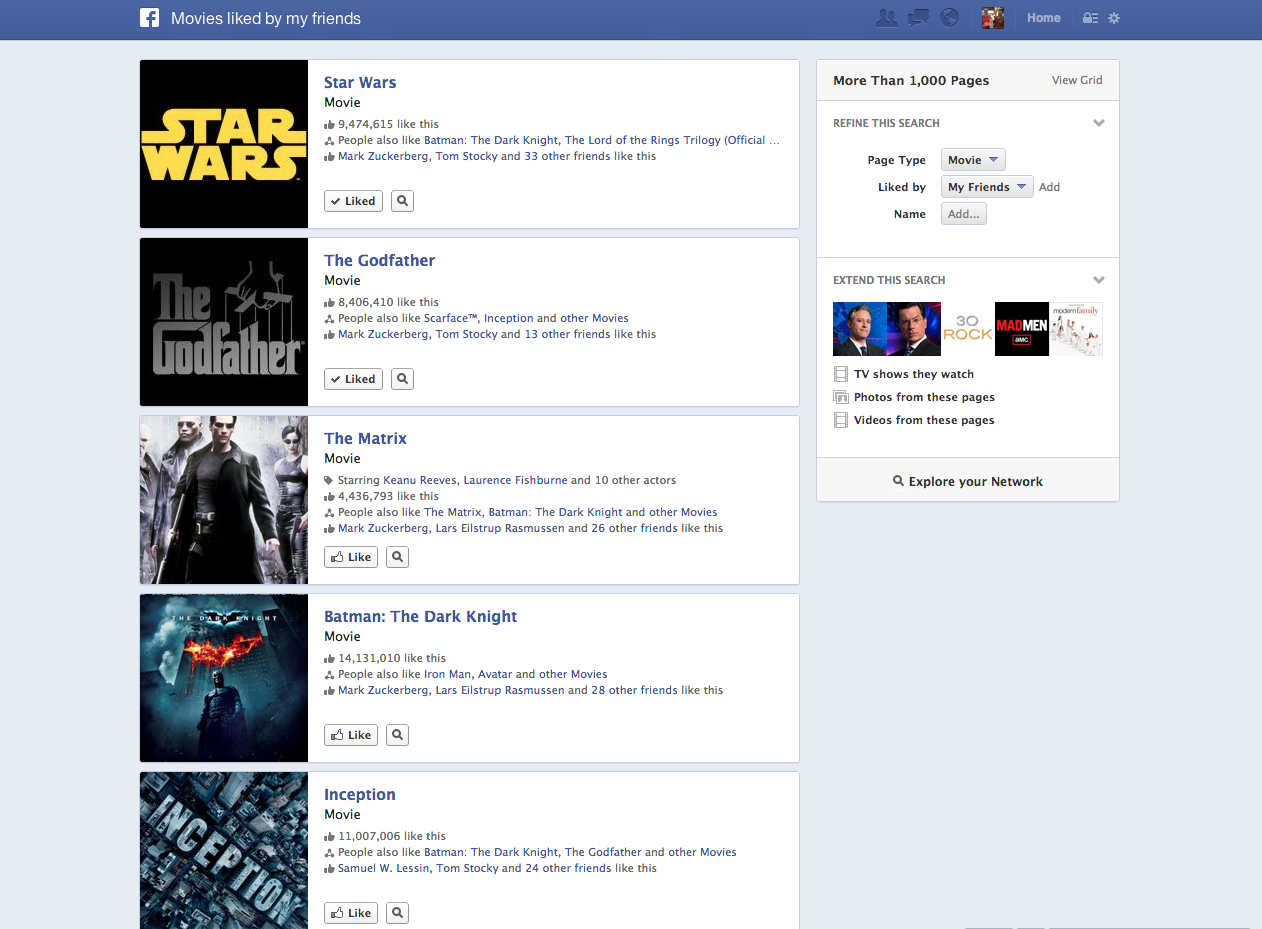 Movies liked by my friends
Home
STAR
WARS
Star Wars
Movie
9,474,615 like this
People also like Batman: The Dark Knight, The Lord of the Rings Trilogy (Official ...
Mark Zuckerberg, Tom Stocky and 33 other friends like this
Liked
The
Godfather
The Godfather
Movie
8,406,410 like this
People also like Scarface™, Inception and other Movies
Mark Zuckerberg, Tom Stocky and 13 other friends like this
Liked
The Matrix
Movie
Starring Keanu Reeves, Laurence Fishburne and 10 other actors
4,436,793 like this
People also like The Matrix, Batman: The Dark Knight and other Movies
Mark Zuckerberg, Lars Eilstrup Rasmussen and 26 other friends like this
Like
THE DARK KNIGHT
Batman: The Dark Knight
Movie
14,131,010 like this
People also like Iron Man, Avatar and other Movies
Mark Zuckerberg, Lars Eilstrup Rasmussen and 28 other friends like this
Like
INCEPTION
Inception
Movie
11,007,006 like this
People also like Batman: The Dark Knight, The Godfather and other Movies
Samuel W. Lessin, Tom Stocky and 24 other friends like this
Like
More Than 1,000 Pages View Grid
REFINE THIS SEARCH
Page Type Movie
Liked by My Friends Add
Name Add...
EXTEND THIS SEARCH
30
ROCK
MADMEN
amc
modern family
TV shows they watch
Photos from these pages
Videos from these pages
Explore your Network